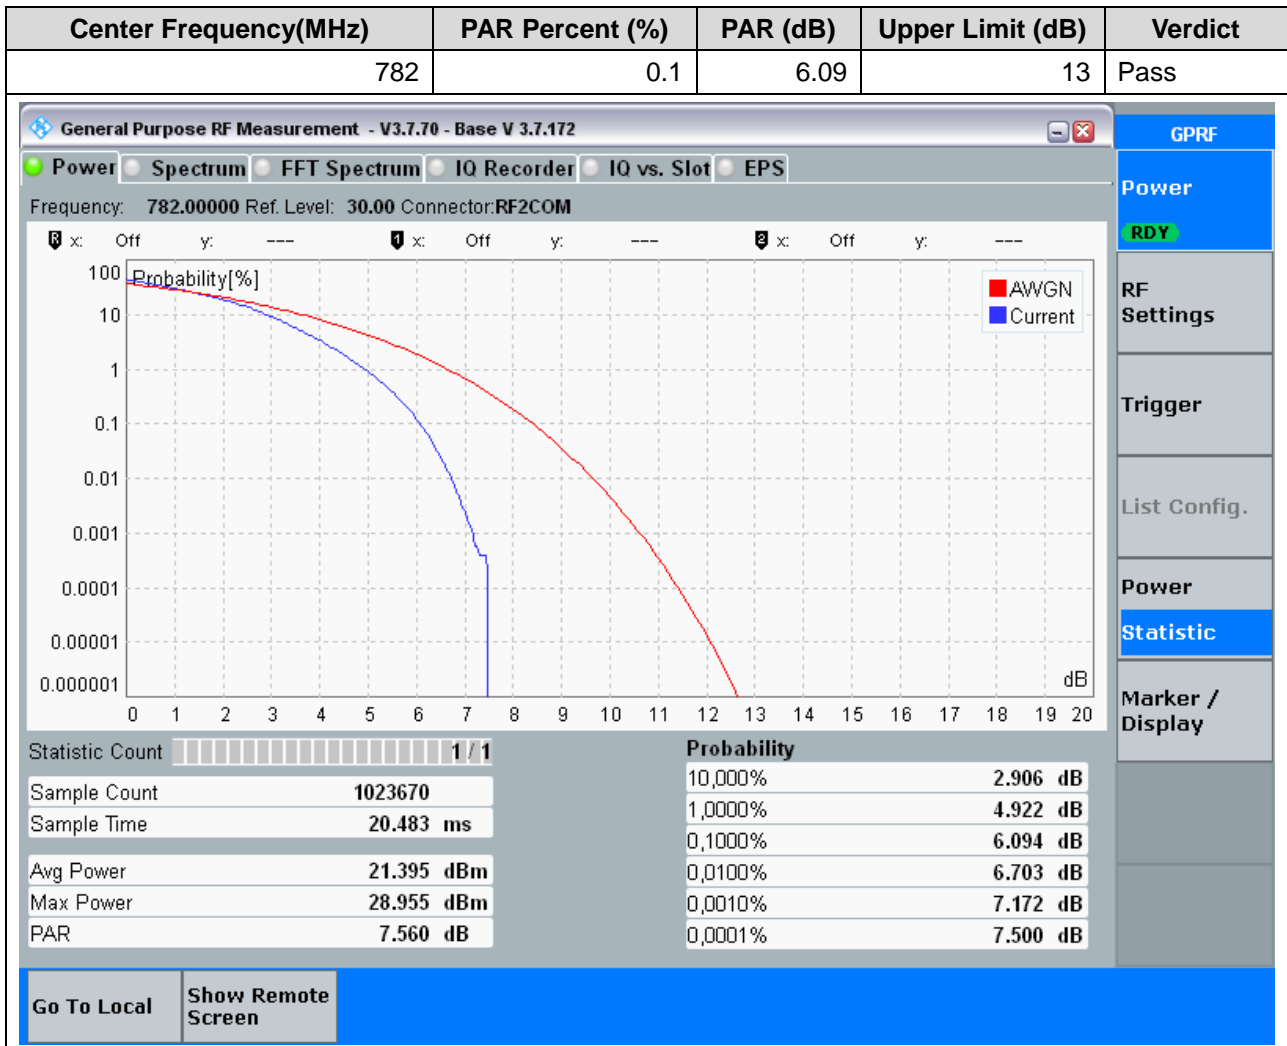 Center Frequency(MHz) PAR Percent (%) PAR (dB) Upper Limit (dB) Verdict
782 0.1 6.09 13 Pass
General Purpose RF Measurement - V3.7.70 - Base V 3.7.172
GPRF
Power Spectrum FFT Spectrum IQ Recorder IQ vs. Slot EPS
Power
RDY
Frequency: 782.00000 Ref. Level: 30.00 Connector:RF2COM
R x: Off y: --- 1 x: Off y: --- 2 x: Off y: ---
Probability[%]
AWGN
Current
100
10
1
0.1
0.01
0.001
0.0001
0.00001
0.000001
dB
0 1 2 3 4 5 6 7 8 9 10 11 12 13 14 15 16 17 18 19 20
RF
Settings
Trigger
List Config.
Power
Statistic
Marker /
Display
Statistic Count 1 / 1
Sample Count 1023670
Sample Time 20.483 ms
Avg Power 21.395 dBm
Max Power 28.955 dBm
PAR 7.560 dB
Probability
10,000% 2.906 dB
1,0000% 4.922 dB
0,1000% 6.094 dB
0,0100% 6.703 dB
0,0010% 7.172 dB
0,0001% 7.500 dB
Go To Local
Show Remote
Screen